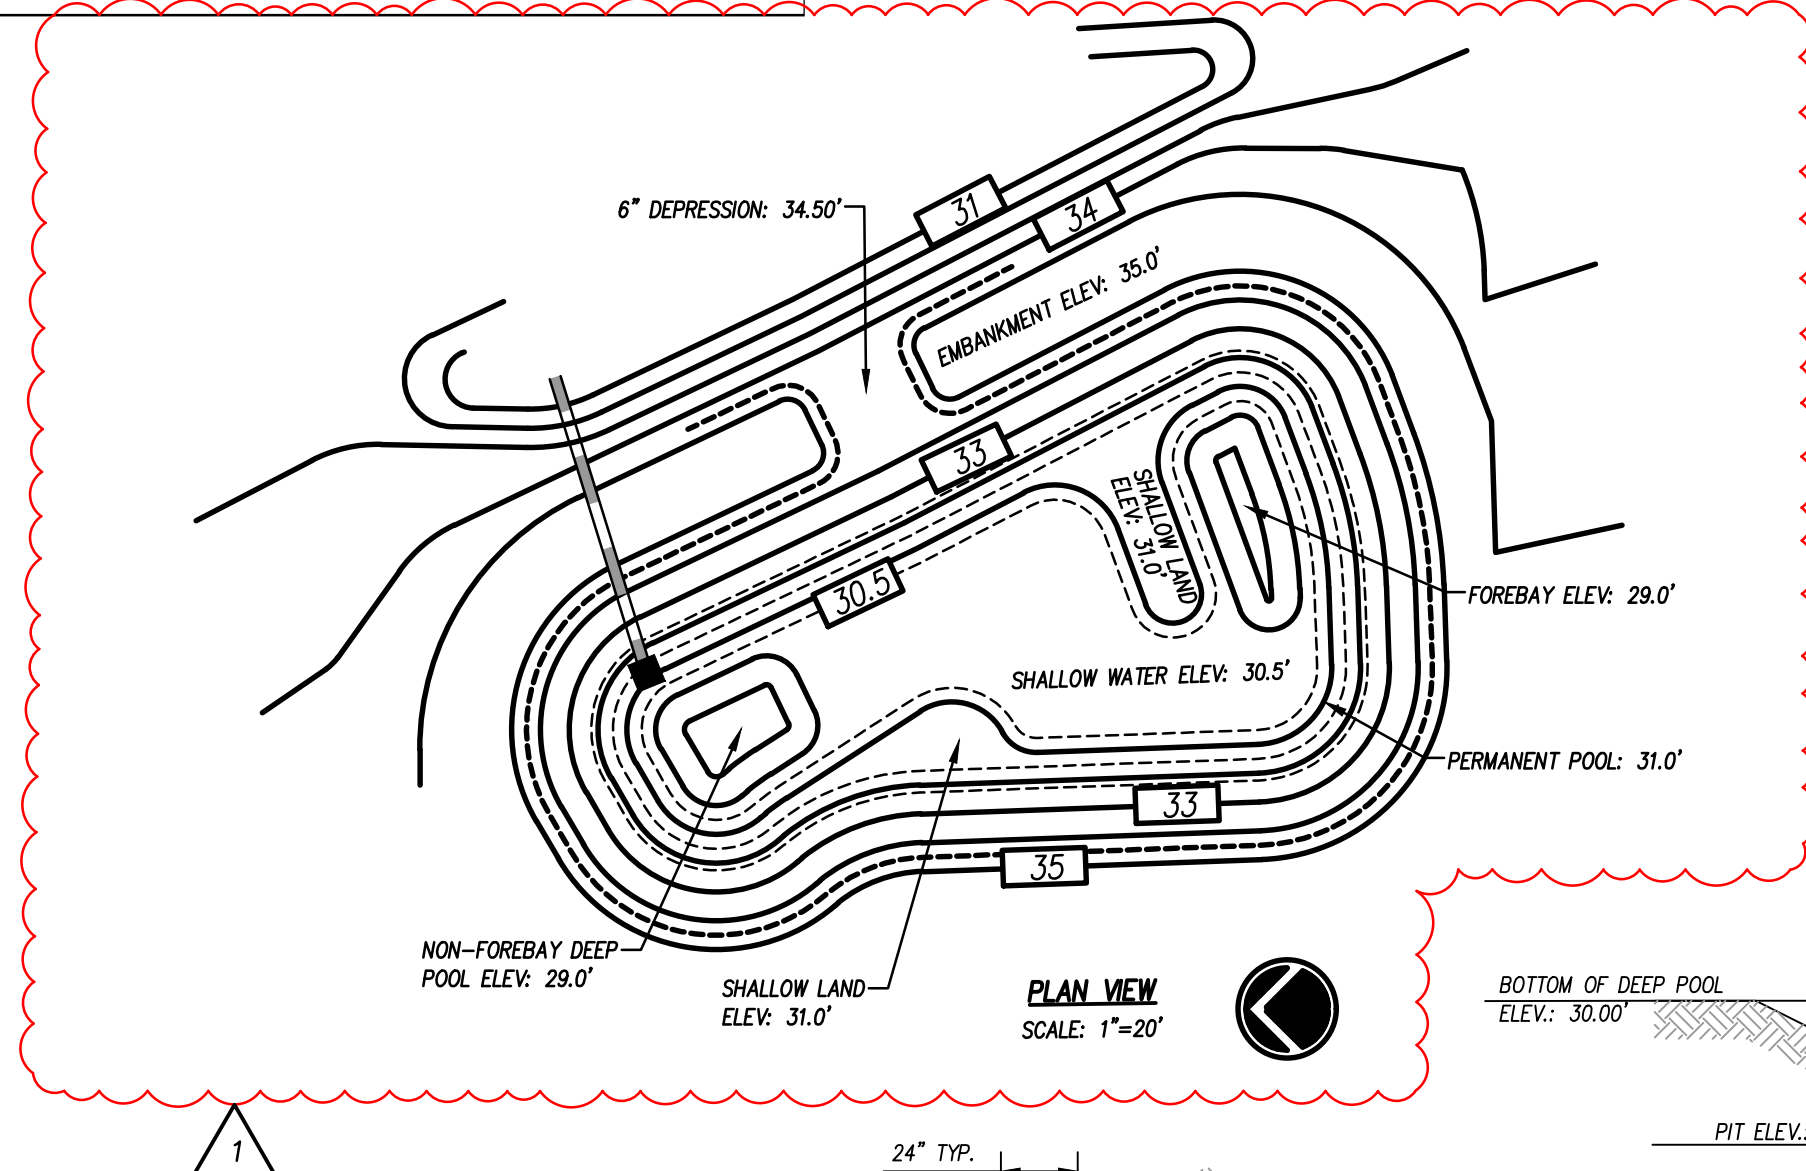 6" DEPRESSION: 34.50'
31
34
EMBANKMENT ELEV: 35.0'
33
SHALLOW LAND
ELEV: 31.0'
30.5
FOREBAY ELEV: 29.0'
SHALLOW WATER ELEV: 30.5'
PERMANENT POOL: 31.0'
33
35
NON-FOREBAY DEEP
POOL ELEV: 29.0'
SHALLOW LAND
ELEV: 31.0'
PLAN VIEW
SCALE: 1"=20'
BOTTOM OF DEEP POOL
ELEV.: 30.00'
PIT ELEV.:
1
24" TYP.